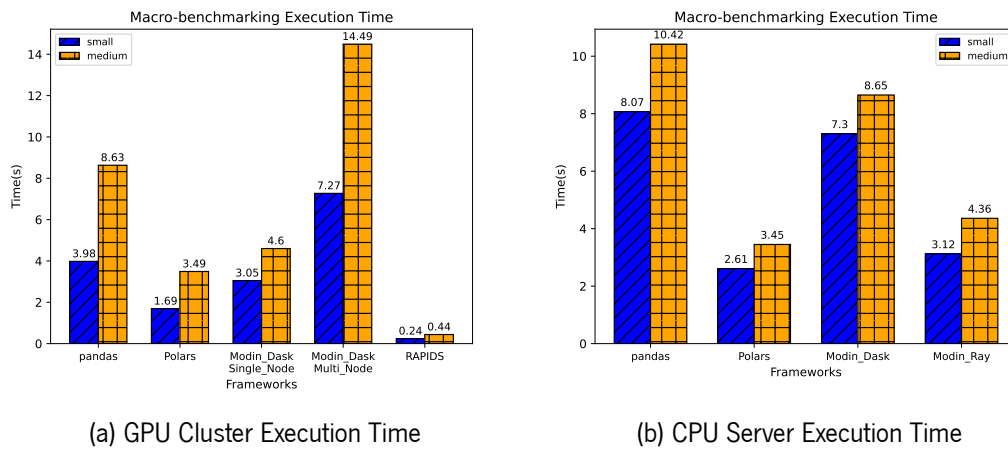 Macro-benchmarking Execution Time
small
medium
Time(s)
14
12
10
8
6
4
2
0
3.98
8.63
1.69
3.49
3.05
4.6
7.27
14.49
0.24
0.44
pandas
Polars
Modin_Dask
Single_Node
Modin_Dask
Multi_Node
RAPIDS
Frameworks
(a) GPU Cluster Execution Time
Macro-benchmarking Execution Time
small
medium
Time(s)
10
8
6
4
2
0
8.07
10.42
2.61
3.45
7.3
8.65
3.12
4.36
pandas
Polars
Modin_Dask
Modin_Ray
Frameworks
(b) CPU Server Execution Time